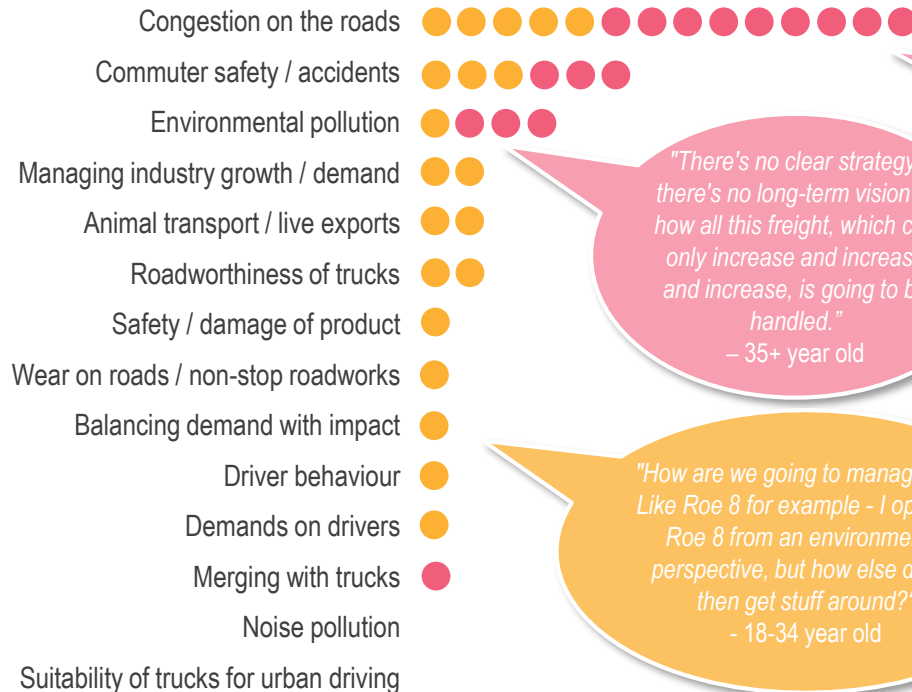 Congestion on the roads
Commuter safety / accidents
Environmental pollution
Managing industry growth / demand
Animal transport / live exports
Roadworthiness of trucks
Safety / damage of product
Wear on roads / non-stop roadworks
Balancing demand with impact
Driver behaviour
Demands on drivers
Merging with trucks
Noise pollution
Suitability of trucks for urban driving
"There's no clear strategy
there's no long-term vision
how all this freight, which
only increase and
and increase, is going to
handled.”
– 35+ year old
"How are we going to
Like Roe 8 for example - I
Roe 8 from an
perspective, but how else
then get stuff around?“
- 18-34 year old